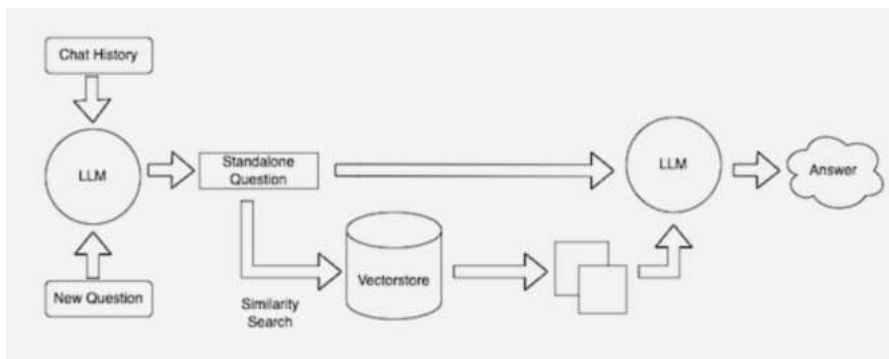 Chat History
LLM
New Question
Standalone
Question
Similarity
Search
Vectorstore
LLM
Answer